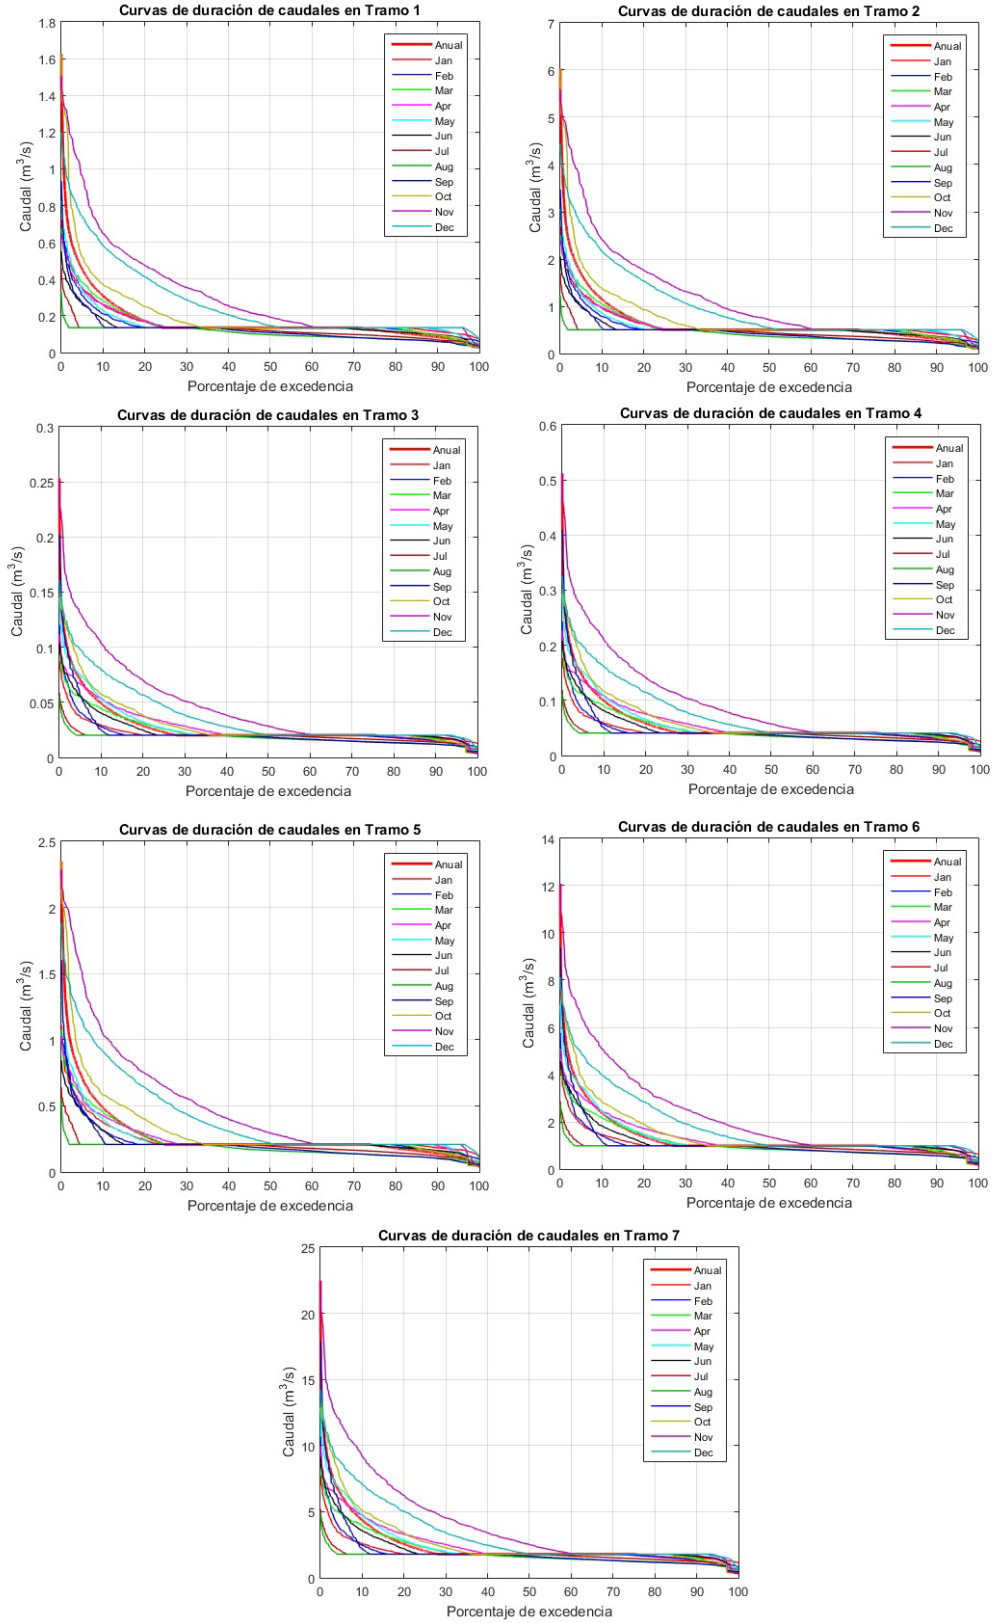 Curvas de duración de caudales en Tramo 1
1.8
1.6
1.4
1.2
1
0.8
0.6
0.4
0.2
0
Caudal (m³/s)
0 10 20 30 40 50 60 70 80 90 100
Porcentaje de excedencia
Anual
Jan
Feb
Mar
Apr
May
Jun
Jul
Aug
Sep
Oct
Nov
Dec
Curvas de duración de caudales en Tramo 2
7
6
5
4
3
2
1
0
Caudal (m³/s)
0 10 20 30 40 50 60 70 80 90 100
Porcentaje de excedencia
Anual
Jan
Feb
Mar
Apr
May
Jun
Jul
Aug
Sep
Oct
Nov
Dec
Curvas de duración de caudales en Tramo 3
0.3
0.25
0.2
0.15
0.1
0.05
0
Caudal (m³/s)
0 10 20 30 40 50 60 70 80 90 100
Porcentaje de excedencia
Anual
Jan
Feb
Mar
Apr
May
Jun
Jul
Aug
Sep
Oct
Nov
Dec
Curvas de duración de caudales en Tramo 4
0.6
0.5
0.4
0.3
0.2
0.1
0
Caudal (m³/s)
0 10 20 30 40 50 60 70 80 90 100
Porcentaje de excedencia
Anual
Jan
Feb
Mar
Apr
May
Jun
Jul
Aug
Sep
Oct
Nov
Dec
Curvas de duración de caudales en Tramo 5
2.5
2
1.5
1
0.5
0
Caudal (m³/s)
0 10 20 30 40 50 60 70 80 90 100
Porcentaje de excedencia
Anual
Jan
Feb
Mar
Apr
May
Jun
Jul
Aug
Sep
Oct
Nov
Dec
Curvas de duración de caudales en Tramo 6
14
12
10
8
6
4
2
0
Caudal (m³/s)
0 10 20 30 40 50 60 70 80 90 100
Porcentaje de excedencia
Anual
Jan
Feb
Mar
Apr
May
Jun
Jul
Aug
Sep
Oct
Nov
Dec
Curvas de duración de caudales en Tramo 7
25
20
15
10
5
0
Caudal (m³/s)
0 10 20 30 40 50 60 70 80 90 100
Porcentaje de excedencia
Anual
Jan
Feb
Mar
Apr
May
Jun
Jul
Aug
Sep
Oct
Nov
Dec